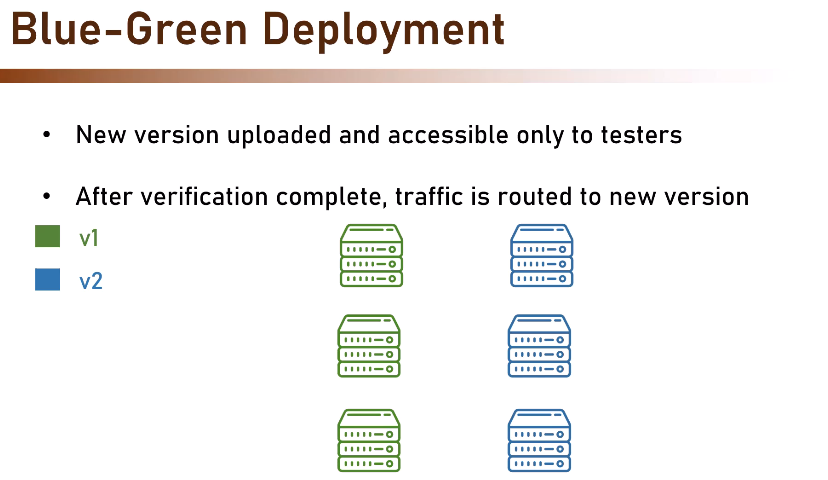 Blue-Green Deployment
• New version uploaded and accessible only to testers
• After verification complete, traffic is routed to new version
v1
v2